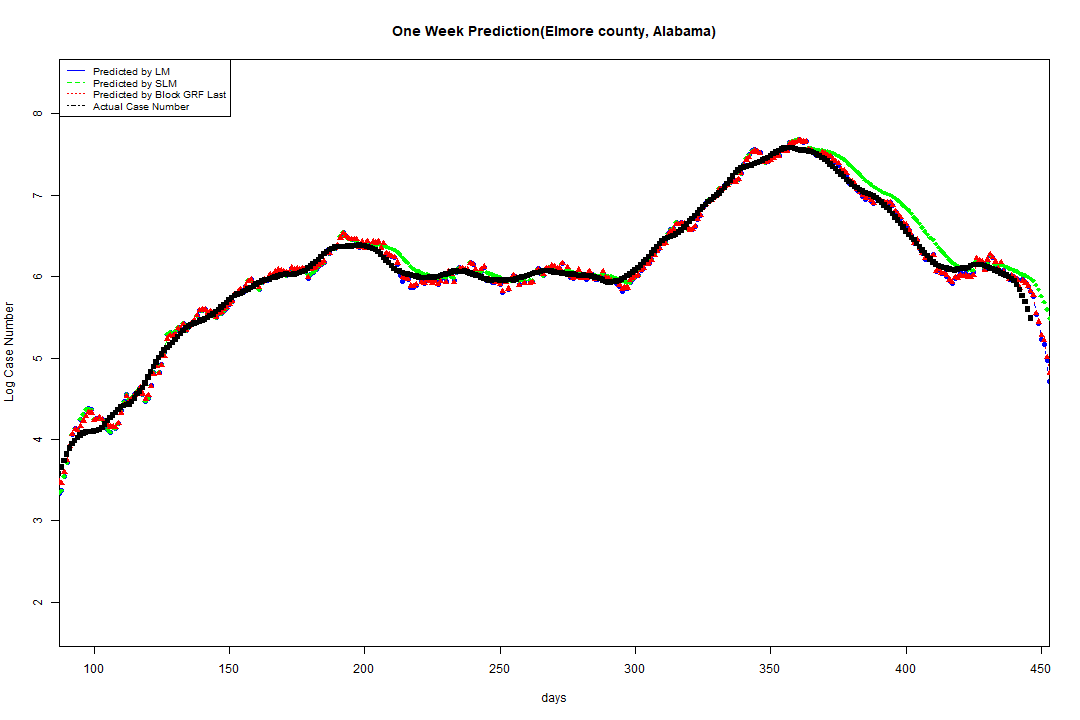 One Week Prediction(Elmore county, Alabama)
Predicted by LM
Predicted by SLM
Predicted by Block GRF Last
Actual Case Number
8
7
6
5
4
3
2
Log Case Number
100 150 200 250 300 350 400 450
days